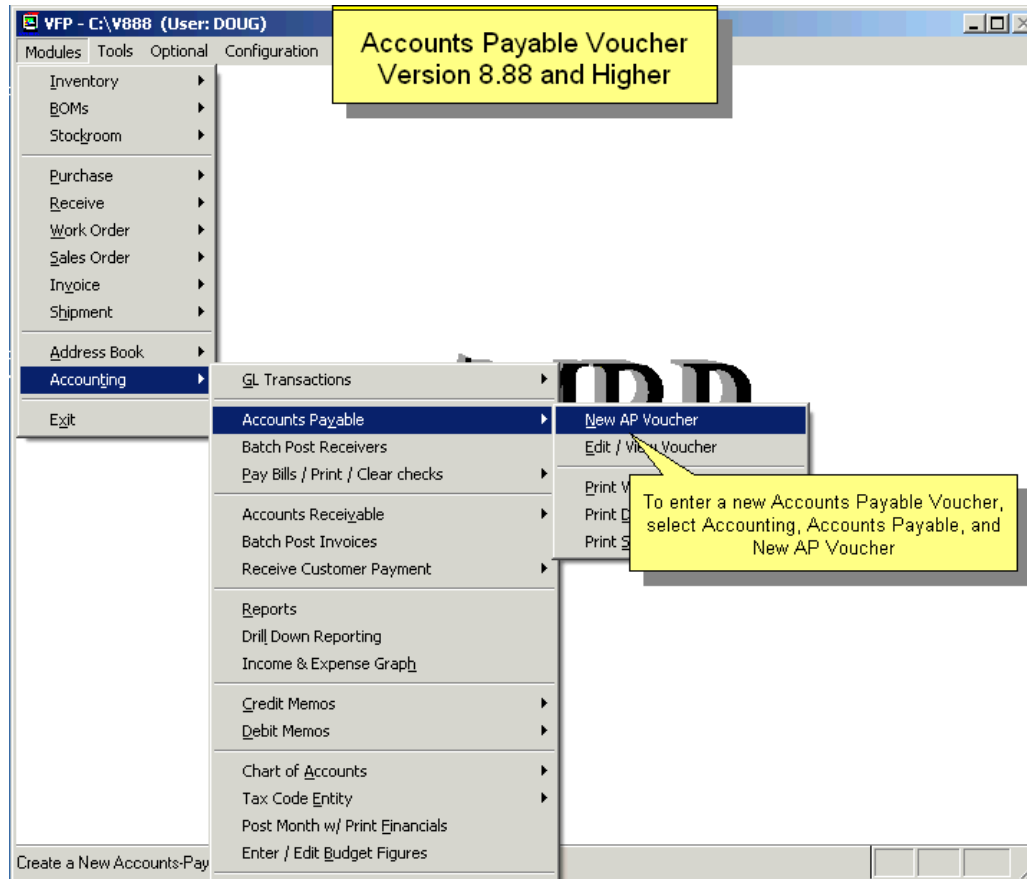 VFP - C:\V888 (User: DOUG)
Accounts Payable Voucher
Version 8.88 and Higher
Modules Tools Optional Configuration
Inventory
BOMs
Stockroom
Purchase
Receive
Work Order
Sales Order
Invoice
Shipment
Address Book
Accounting
Exit
GL Transactions
Accounts Payable
Batch Post Receivers
Pay Bills / Print / Clear checks
Accounts Receivable
Batch Post Invoices
Receive Customer Payment
Reports
Drill Down Reporting
Income & Expense Graph
Credit Memos
Debit Memos
Chart of Accounts
Tax Code Entity
Post Month w/ Print Financials
Enter / Edit Budget Figures
New AP Voucher
Edit / View Voucher
Print
Print
Print
To enter a new Accounts Payable Voucher,
select Accounting, Accounts Payable, and
New AP Voucher
Create a New Accounts-Pay